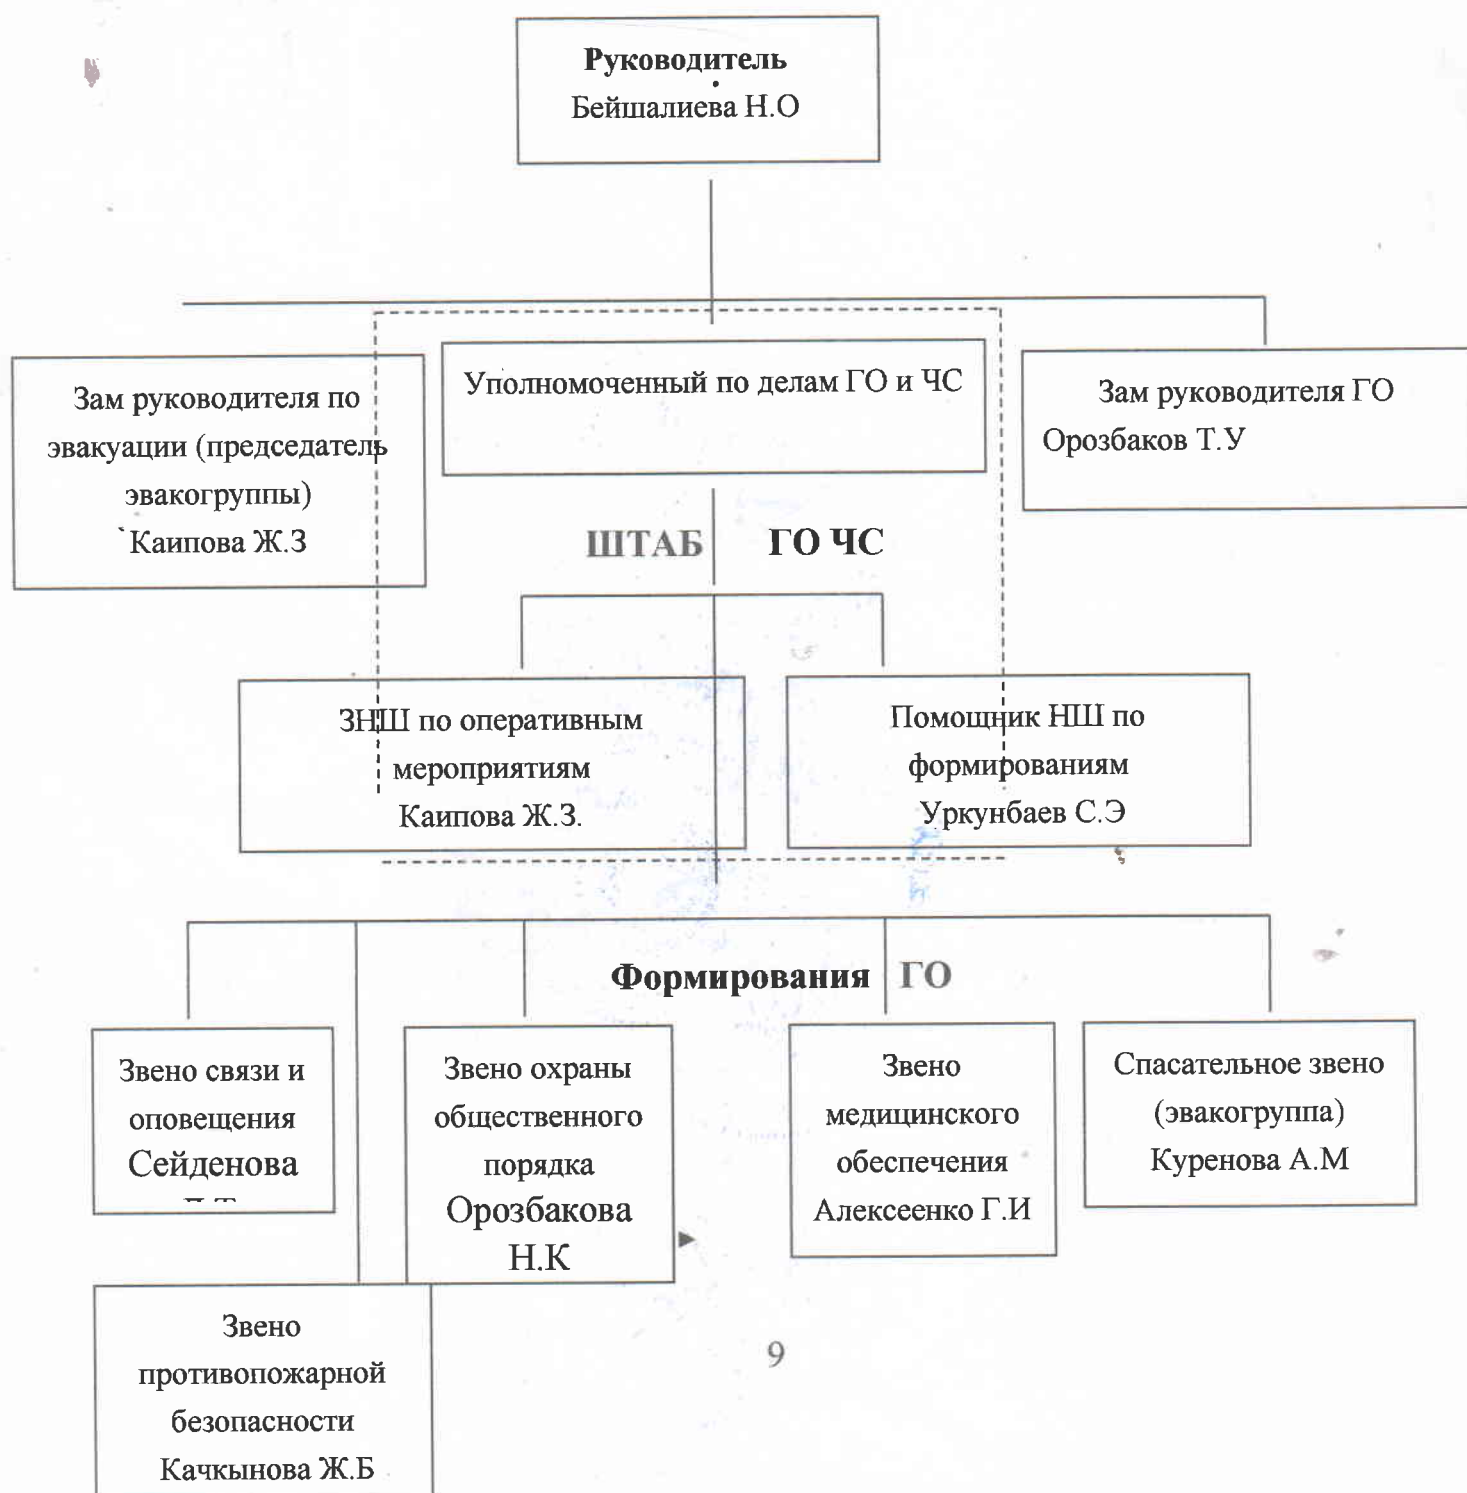 Руководитель
Бейшалиева Н.О
Зам руководителя по
эвакуации (председатель
эвакогруппы)
Каипова Ж.З
Уполномоченный по делам ГО и ЧС
Зам руководителя ГО
Орозбаков Т.У
ШТАБ ГО ЧС
ЗНШ по оперативным
мероприятиям
Каипова Ж.З.
Помощник НШ по
формированиям
Уркунбаев С.Э
Формирования ГО
Звено связи и
оповещения
Сейденова
Звено охраны
общественного
порядка
Орозбакова
Н.К
Звено
медицинского
обеспечения
Алексеенко Г.И
Спасательное звено
(эвакогруппа)
Куренова А.М
Звено
противопожарной
безопасности
Качкынова Ж.Б
9